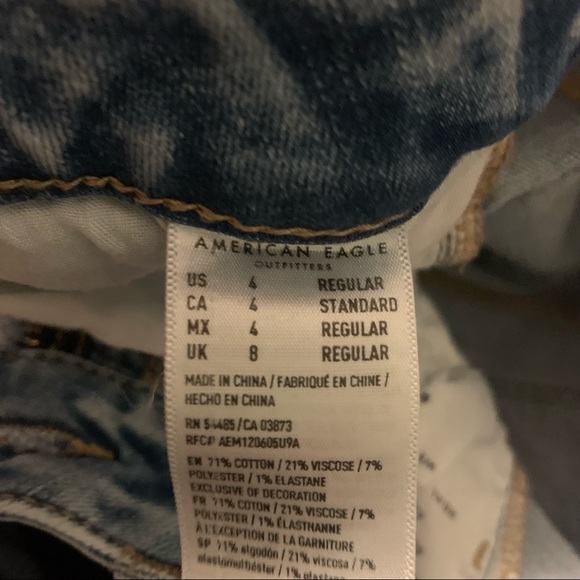 AMERICAN EAGLE
OUTFITTERS
US 4 REGULAR
CA 4 STANDARD
MX 4 REGULAR
UK 8 REGULAR
MADE IN CHINA / FABRIQUÉ EN CHINE /
HECHO EN CHINA
RN 54485 / CA 03873
RFC# AEM120605U9A
EN 71% COTTON / 21% VISCOSE / 7%
POLYESTER / 1% ELASTANE
EXCLUSIVE OF DECORATION
FR 71% COTON / 21% VISCOSE / 7%
POLYESTER / 1% ÉLASTHANNE
À L'EXCEPTION DE LA GARNITURE
SP 71% algodón / 21% viscosa / 7%